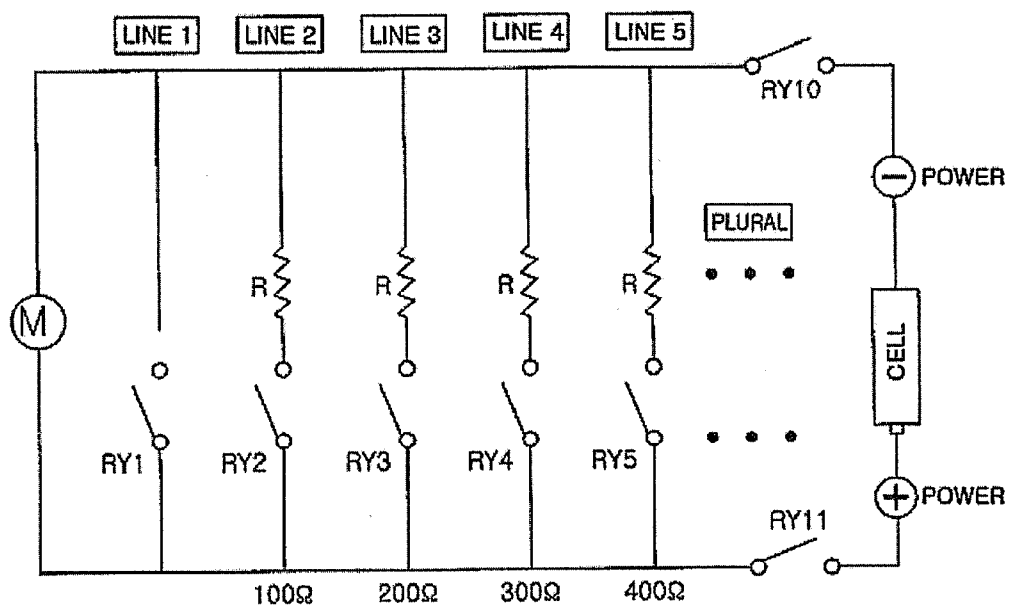 LINE 1 LINE 2 LINE 3 LINE 4 LINE 5
RY10
− POWER
PLURAL
R R R R
M
CELL
RY1 RY2 RY3 RY4 RY5
+ POWER
RY11
100Ω 200Ω 300Ω 400Ω